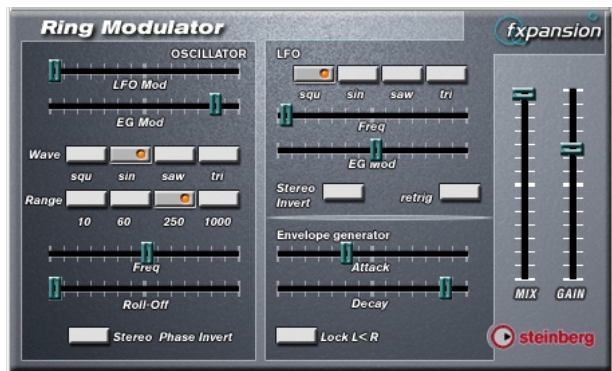 Ring Modulator
fxpansion
OSCILLATOR
LFO Mod
EG Mod
Wave
squ sin saw tri
Range
10 60 250 1000
Freq
Roll-Off
Stereo Phase Invert
LFO
squ sin saw tri
Freq
EG Mod
Stereo
Invert
retrig
Envelope generator
Attack
Decay
Lock L<R
MIX GAIN
steinberg